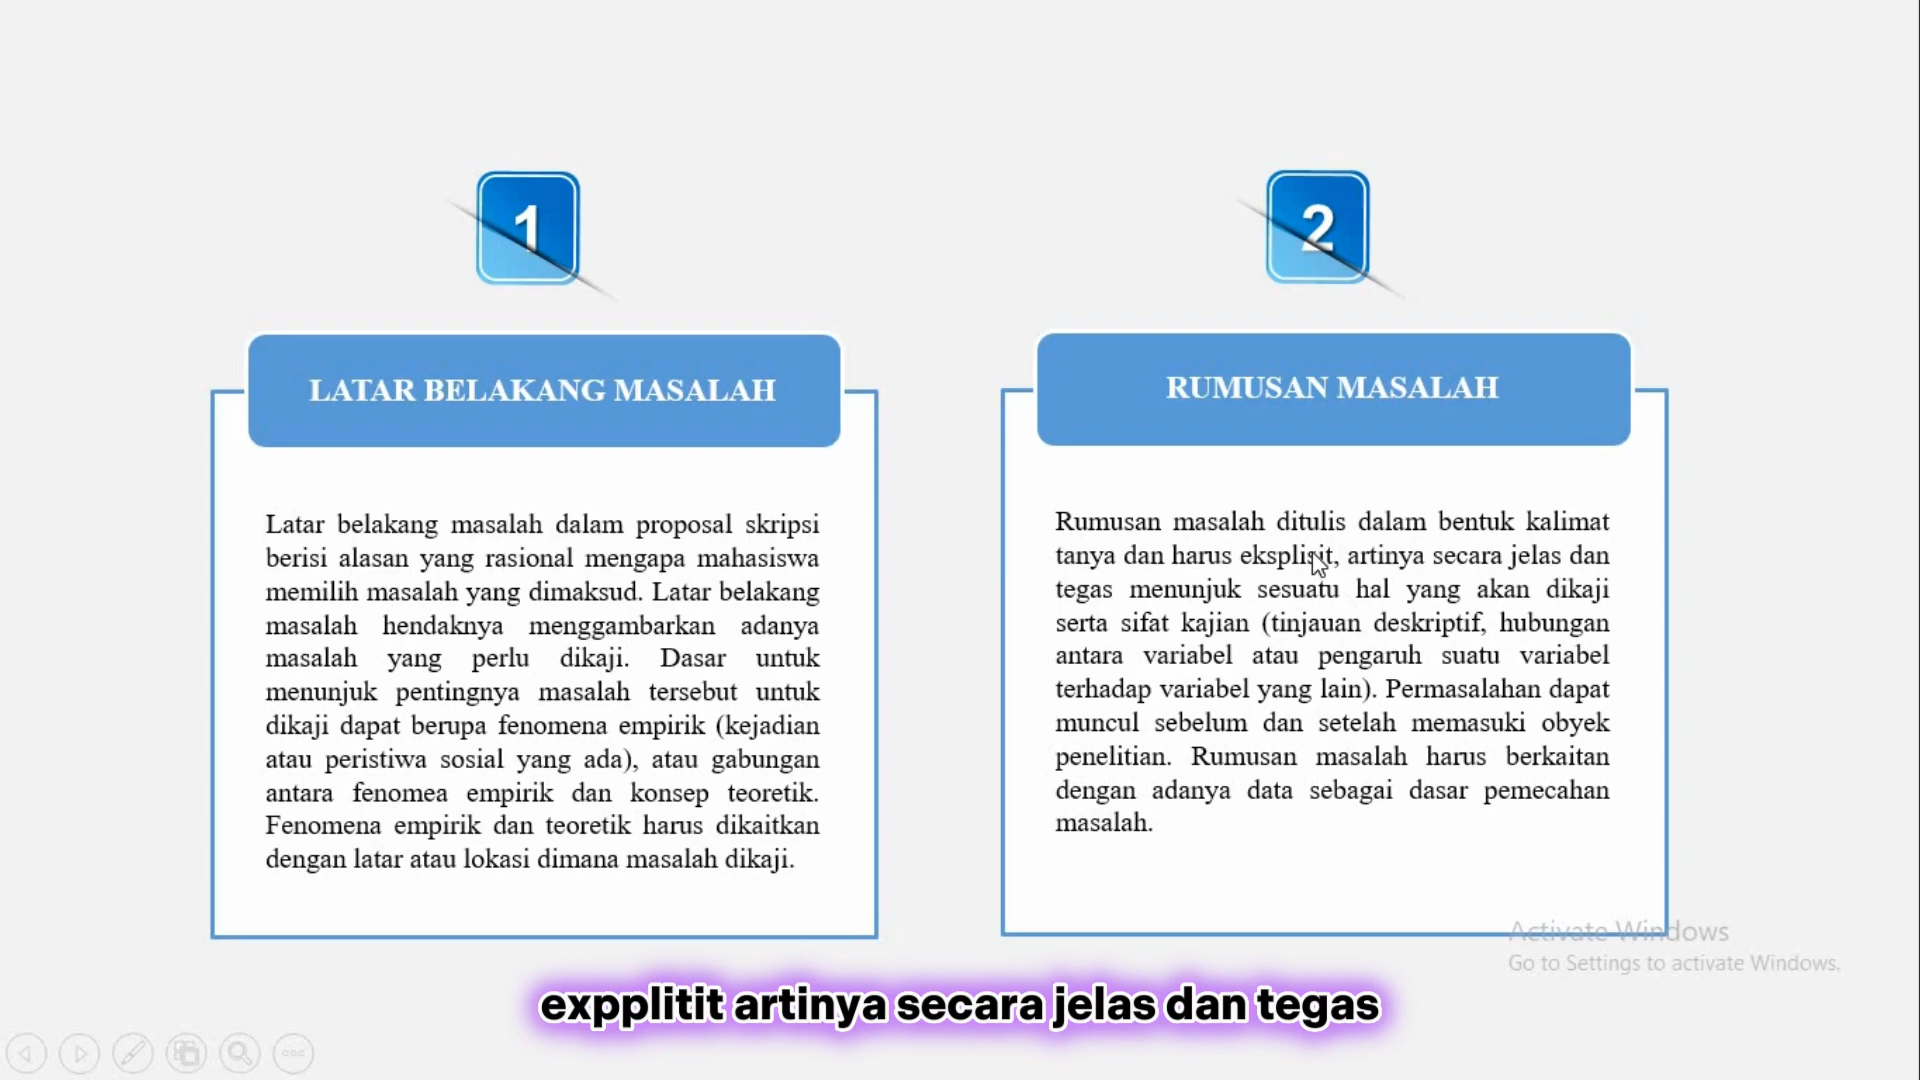 1
LATAR BELAKANG MASALAH
Latar belakang masalah dalam proposal skripsi
berisi alasan yang rasional mengapa mahasiswa
memilih masalah yang dimaksud. Latar belakang
masalah hendaknya menggambarkan adanya
masalah yang perlu dikaji. Dasar untuk
menunjuk pentingnya masalah tersebut untuk
dikaji dapat berupa fenomena empirik (kejadian
atau peristiwa sosial yang ada), atau gabungan
antara fenomea empirik dan konsep teoretik.
Fenomena empirik dan teoretik harus dikaitkan
dengan latar atau lokasi dimana masalah dikaji.
2
RUMUSAN MASALAH
Rumusan masalah ditulis dalam bentuk kalimat
tanya dan harus eksplisit, artinya secara jelas dan
tegas menunjuk sesuatu hal yang akan dikaji
serta sifat kajian (tinjauan deskriptif, hubungan
antara variabel atau pengaruh suatu variabel
terhadap variabel yang lain). Permasalahan dapat
muncul sebelum dan setelah memasuki obyek
penelitian. Rumusan masalah harus berkaitan
dengan adanya data sebagai dasar pemecahan
masalah.
Activate Windows
Go to Settings to activate Windows.
expplitit artinya secara jelas dan tegas